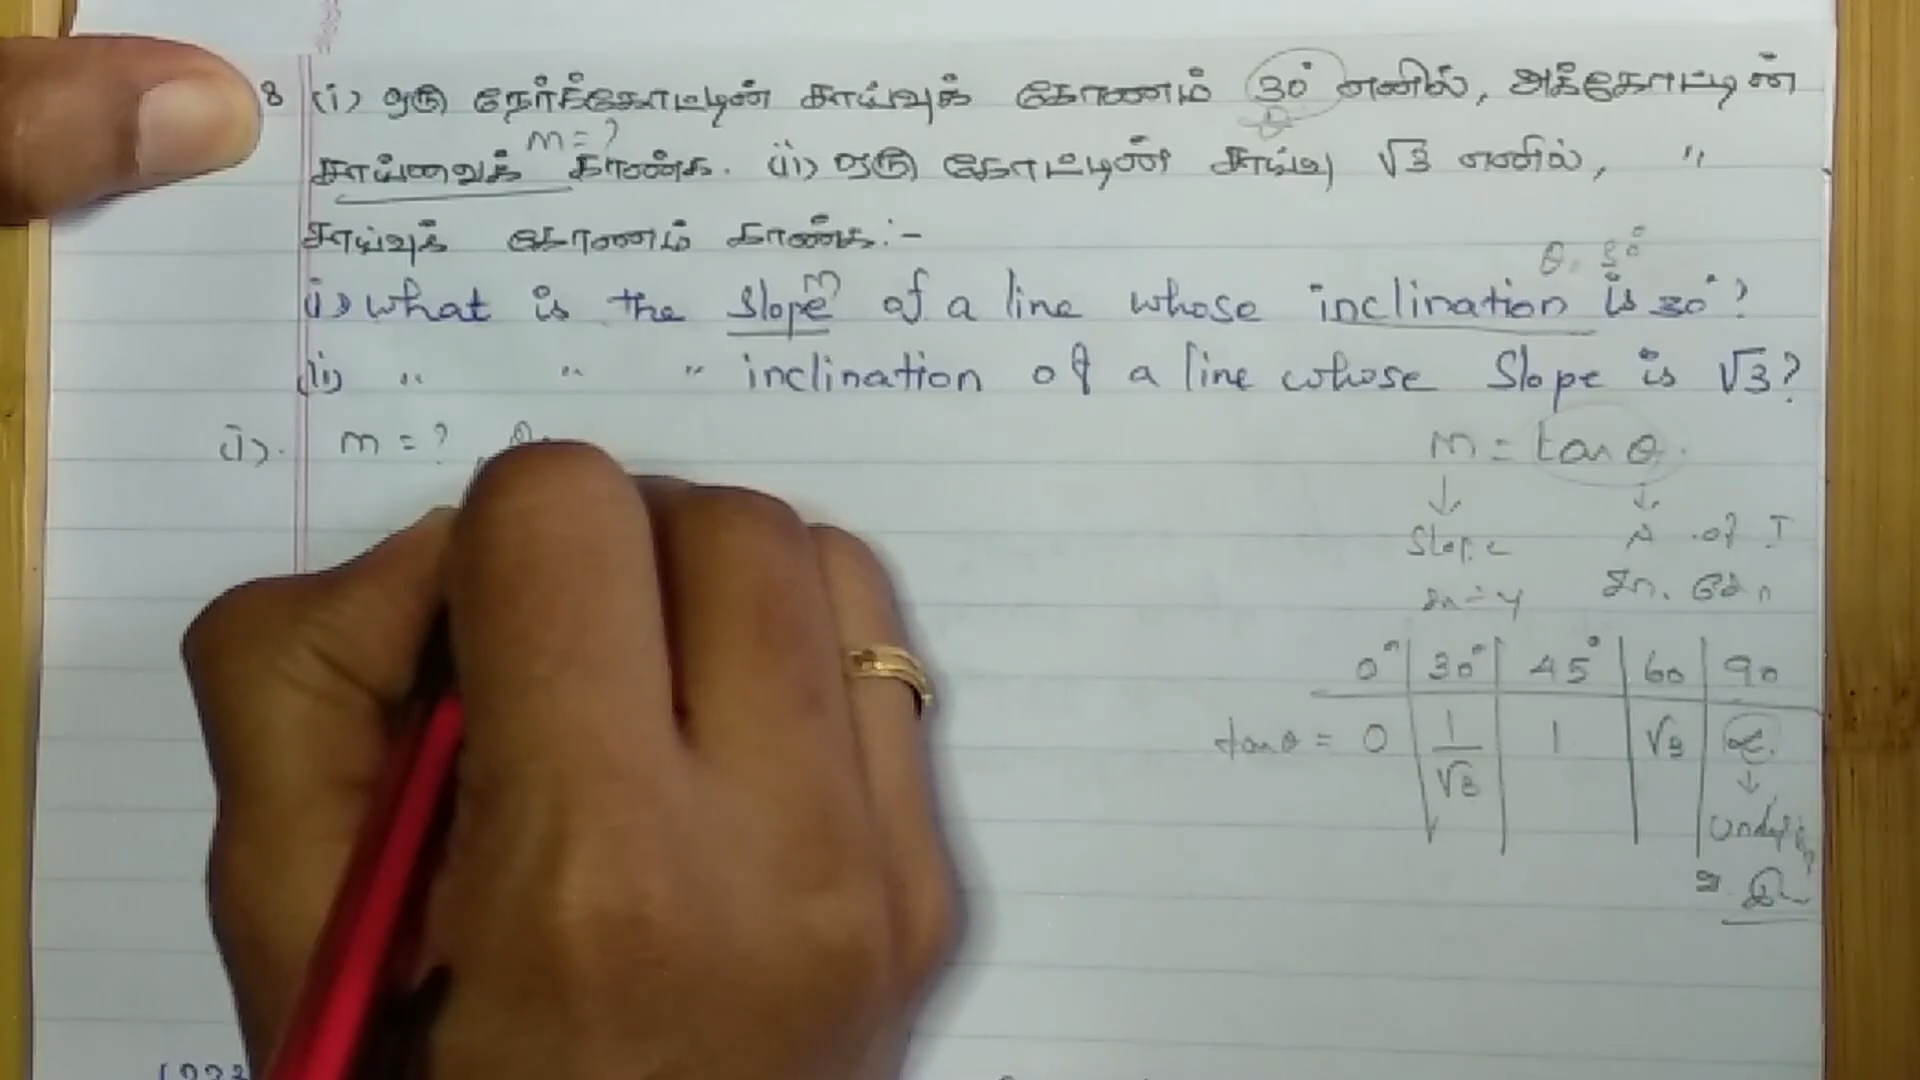 8 (i) ஒரு நேர்க்கோட்டின் சாய்வுக் கோணம் 30° எனில், அக்கோட்டின்
θ
m = ?
சாய்வைக் காண்க. (ii) ஒரு கோட்டின் சாய்வு √3 எனில், "
சாய்வுக் கோணம் காண்க:-
θ = 30°
m
i) what is the slope of a line whose inclination is 30°?
(ii) " " " inclination of a line whose Slope is √3?
(i). m = ? θ
m = tan θ.
↓ ↓
Slope of I
0° 30° 45° 60 90
tan θ = 0 1/√3 1 √3
↓